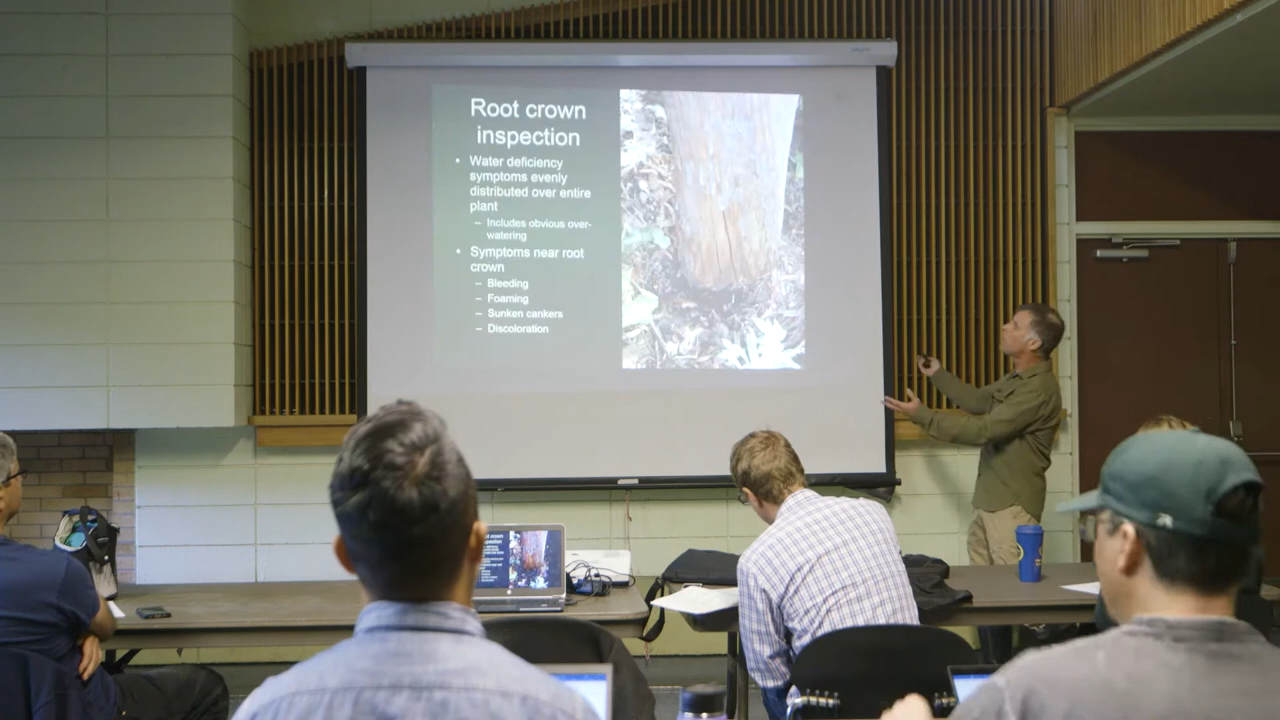 Root crown
inspection
• Water deficiency
symptoms evenly
distributed over entire
plant
– Includes obvious over-
watering
• Symptoms near root
crown
– Bleeding
– Foaming
– Sunken cankers
– Discoloration